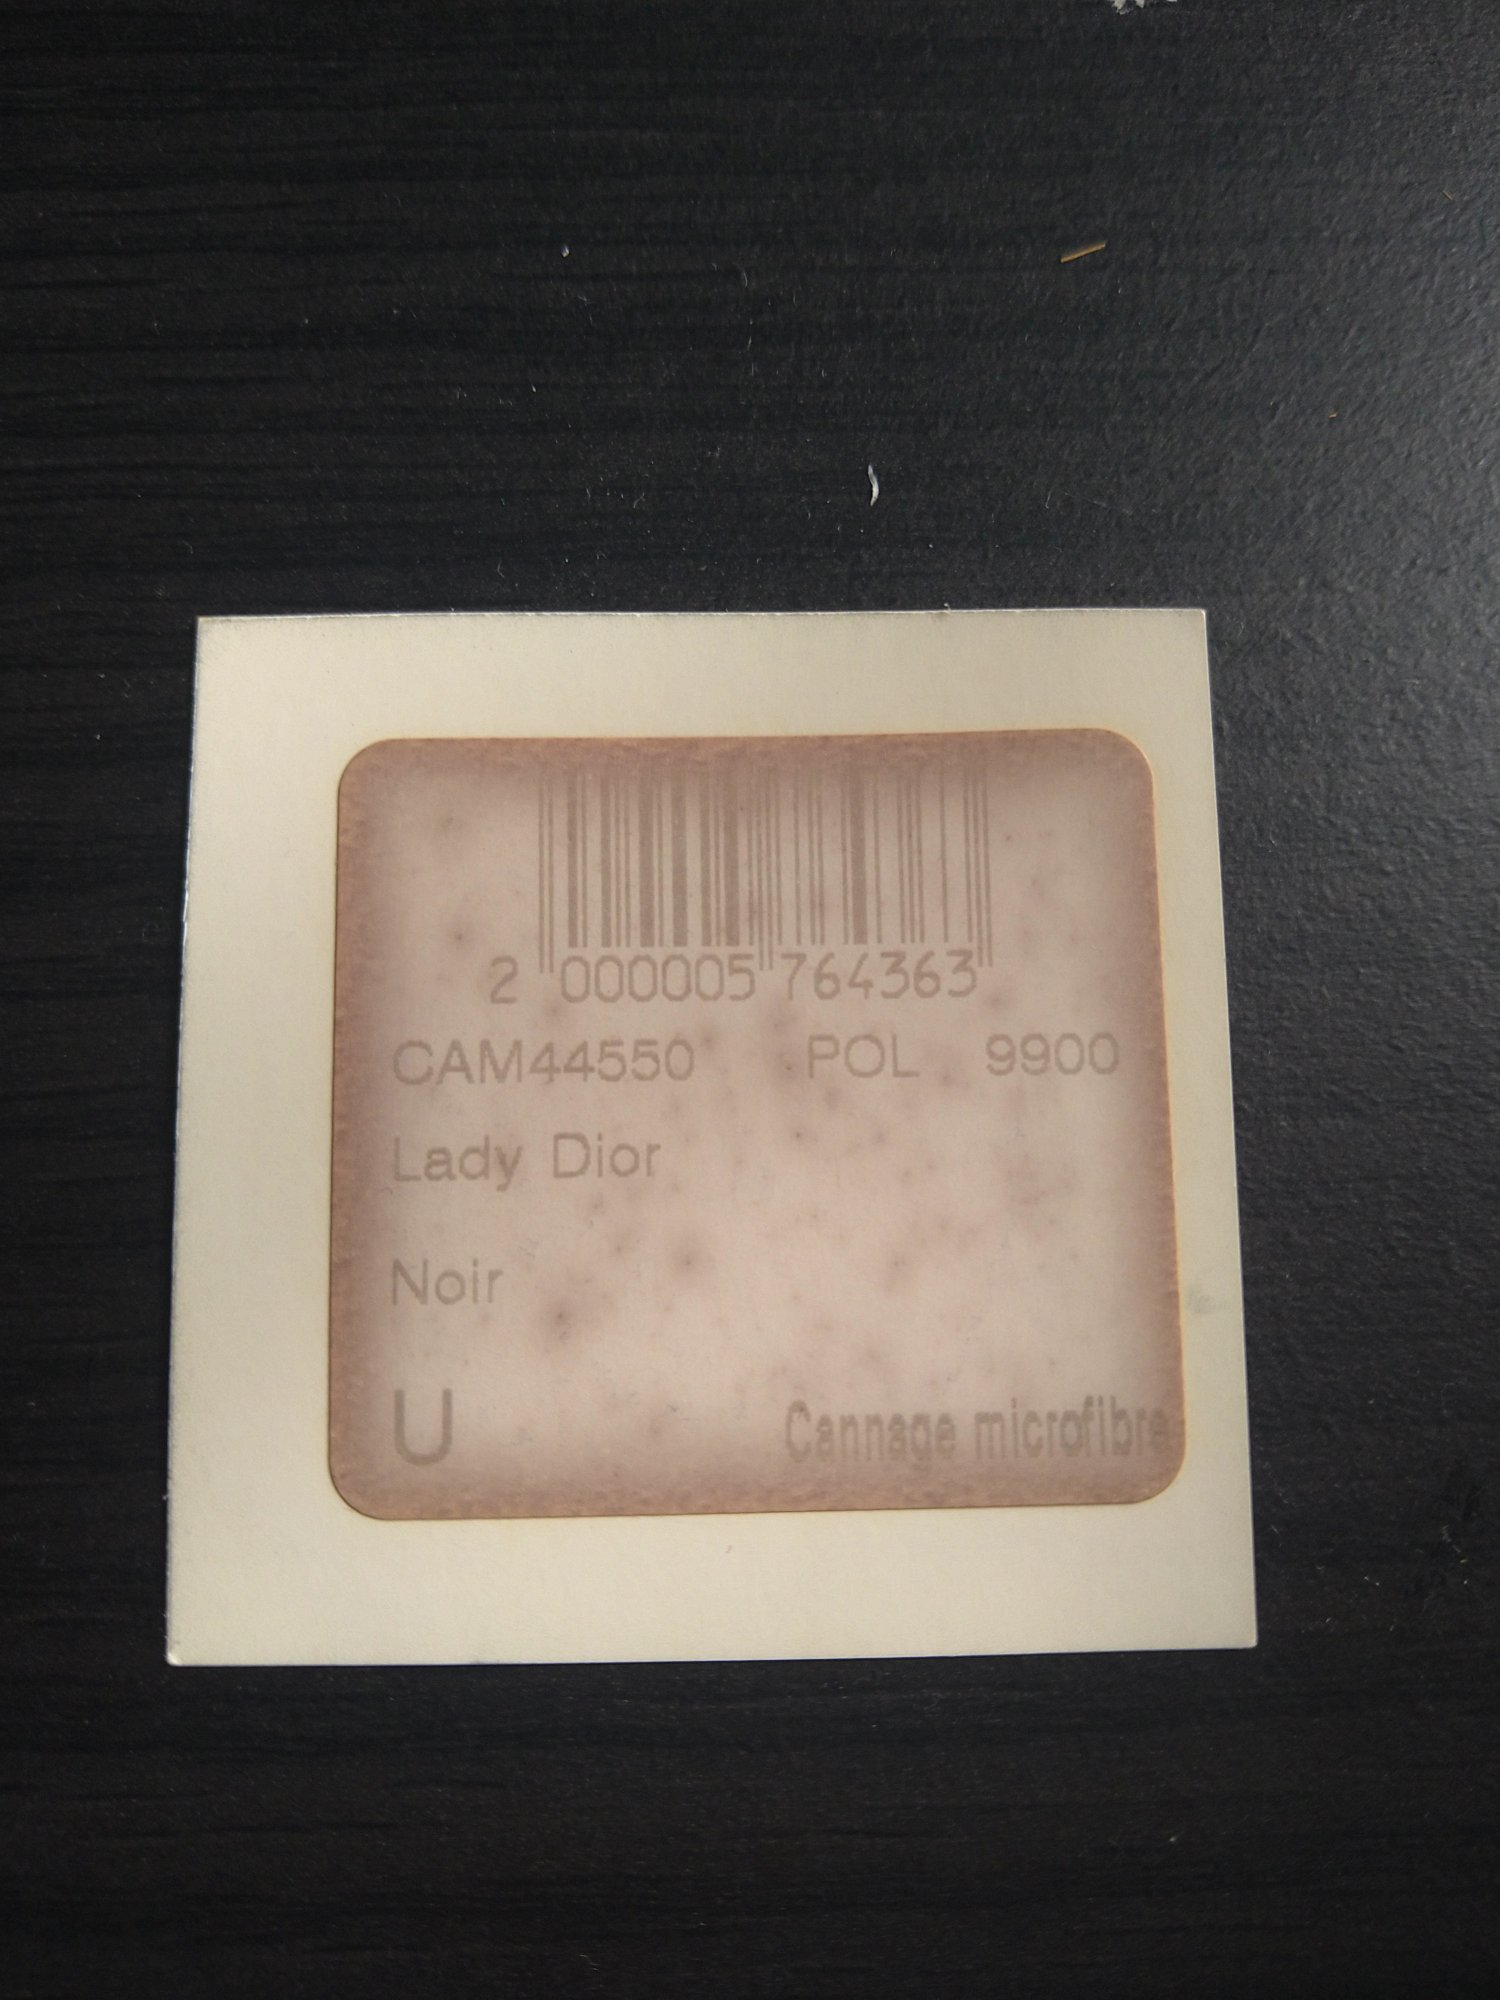 2 000005 764363
CAM44550 POL 9900
Lady Dior
Noir
U Cannage microfibre